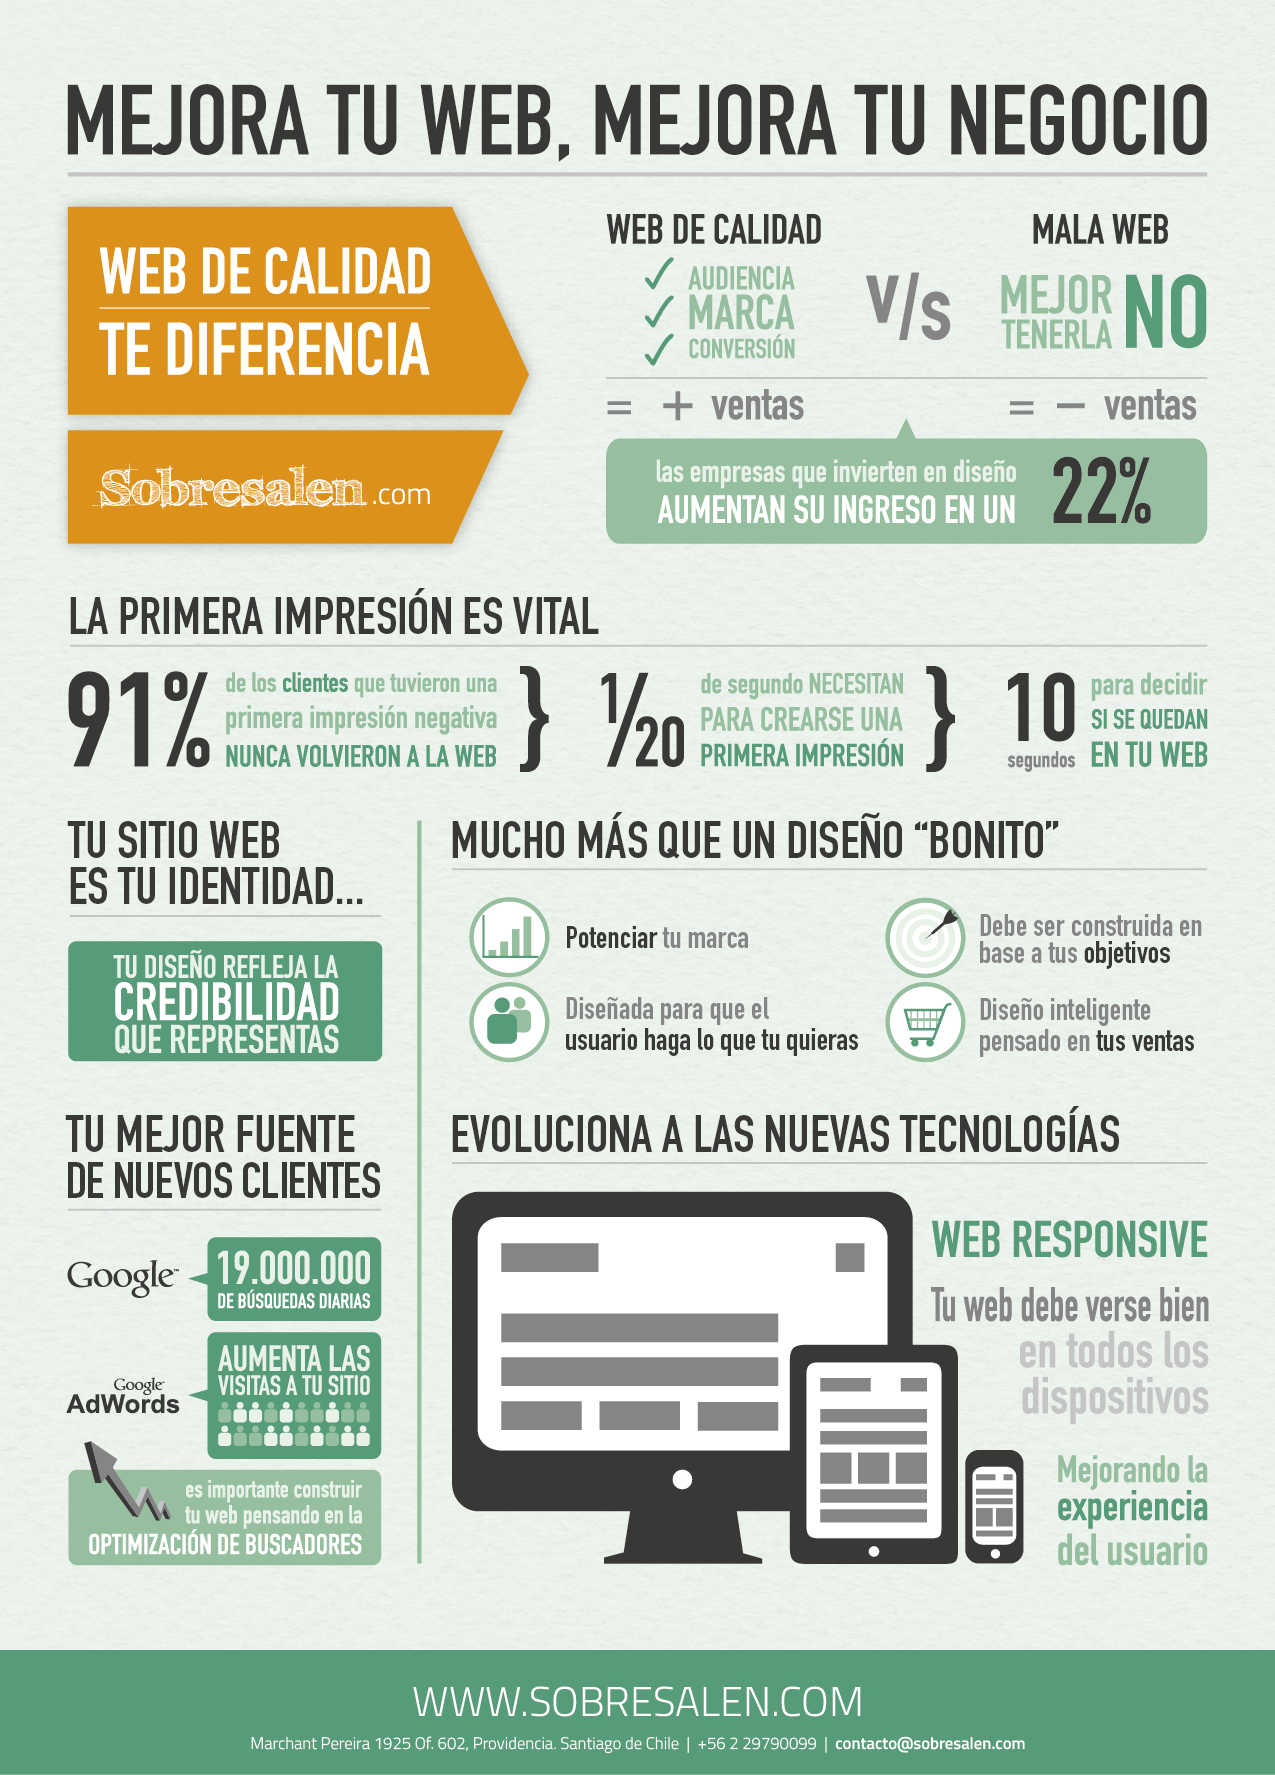 MEJORA TU WEB, MEJORA TU NEGOCIO
WEB DE CALIDAD
TE DIFERENCIA
Sobresalen.com
WEB DE CALIDAD
AUDIENCIA
MARCA
CONVERSIÓN
= + ventas
V/s
MALA WEB
MEJOR
TENERLA
NO
= − ventas
las empresas que invierten en diseño
AUMENTAN SU INGRESO EN UN
22%
LA PRIMERA IMPRESIÓN ES VITAL
91%
de los clientes que tuvieron una
primera impresión negativa
NUNCA VOLVIERON A LA WEB
}
1/20
de segundo NECESITAN
PARA CREARSE UNA
PRIMERA IMPRESIÓN
}
10
segundos
para decidir
SI SE QUEDAN
EN TU WEB
TU SITIO WEB
ES TU IDENTIDAD...
TU DISEÑO REFLEJA LA
CREDIBILIDAD
QUE REPRESENTAS
MUCHO MÁS QUE UN DISEÑO “BONITO”
Potenciar tu marca
Debe ser construida en
base a tus objetivos
Diseñada para que el
usuario haga lo que tu quieras
Diseño inteligente
pensado en tus ventas
TU MEJOR FUENTE
DE NUEVOS CLIENTES
Google™
19.000.000
DE BÚSQUEDAS DIARIAS
Google
AdWords
AUMENTA LAS
VISITAS A TU SITIO
es importante construir
tu web pensando en la
OPTIMIZACIÓN DE BUSCADORES
EVOLUCIONA A LAS NUEVAS TECNOLOGÍAS
WEB RESPONSIVE
Tu web debe verse bien
en todos los
dispositivos
Mejorando la
experiencia
del usuario
WWW.SOBRESALEN.COM
Marchant Pereira 1925 Of. 602, Providencia. Santiago de Chile | +56 2 29790099 | contacto@sobresalen.com